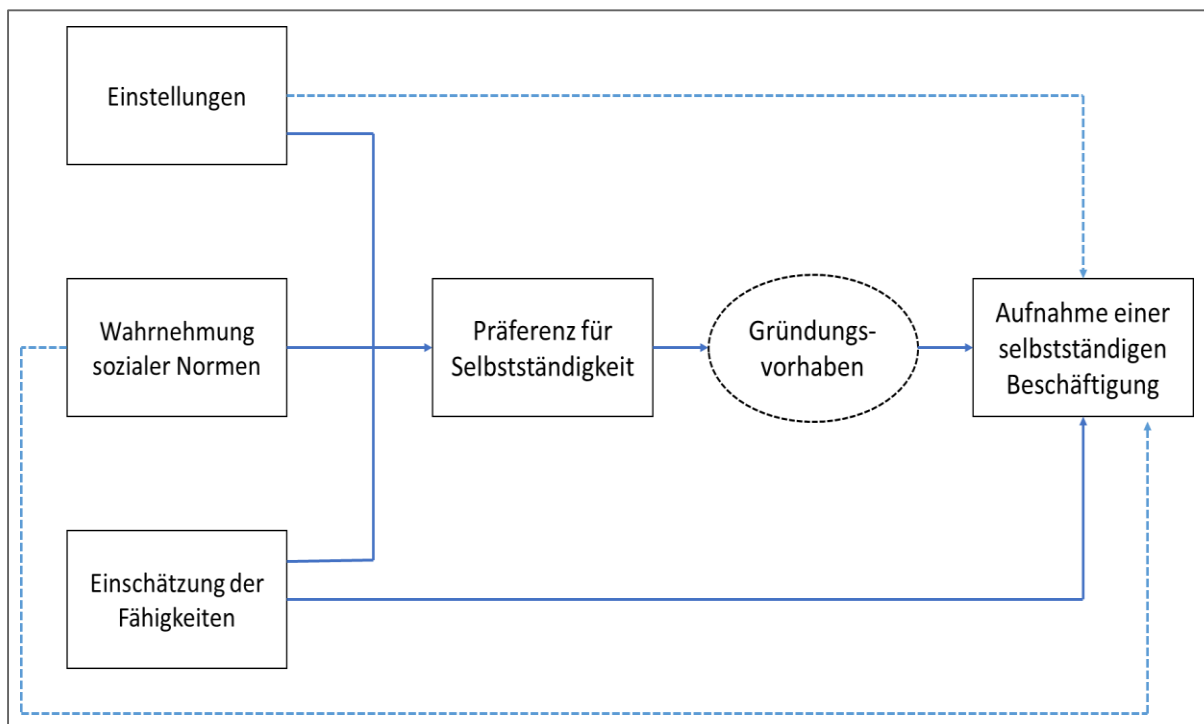 Einstellungen
Wahrnehmung
sozialer Normen
Präferenz für
Selbstständigkeit
Gründungs-
vorhaben
Aufnahme einer
selbstständigen
Beschäftigung
Einschätzung der
Fähigkeiten